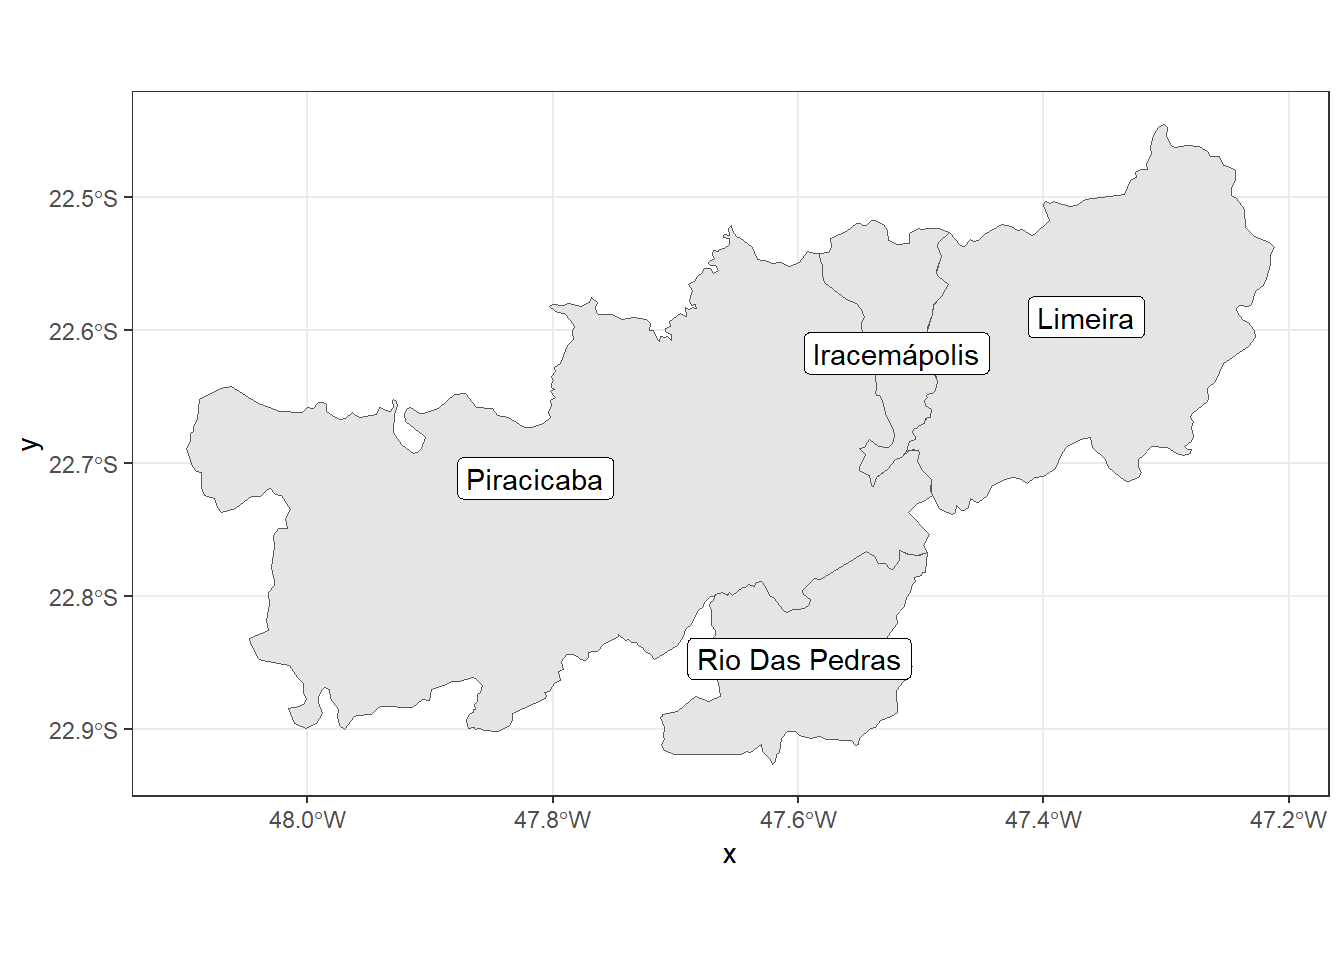 22.5°S
22.6°S
22.7°S
22.8°S
22.9°S
y
Limeira
Iracemápolis
Piracicaba
Rio Das Pedras
48.0°W 47.8°W 47.6°W 47.4°W 47.2°W
x